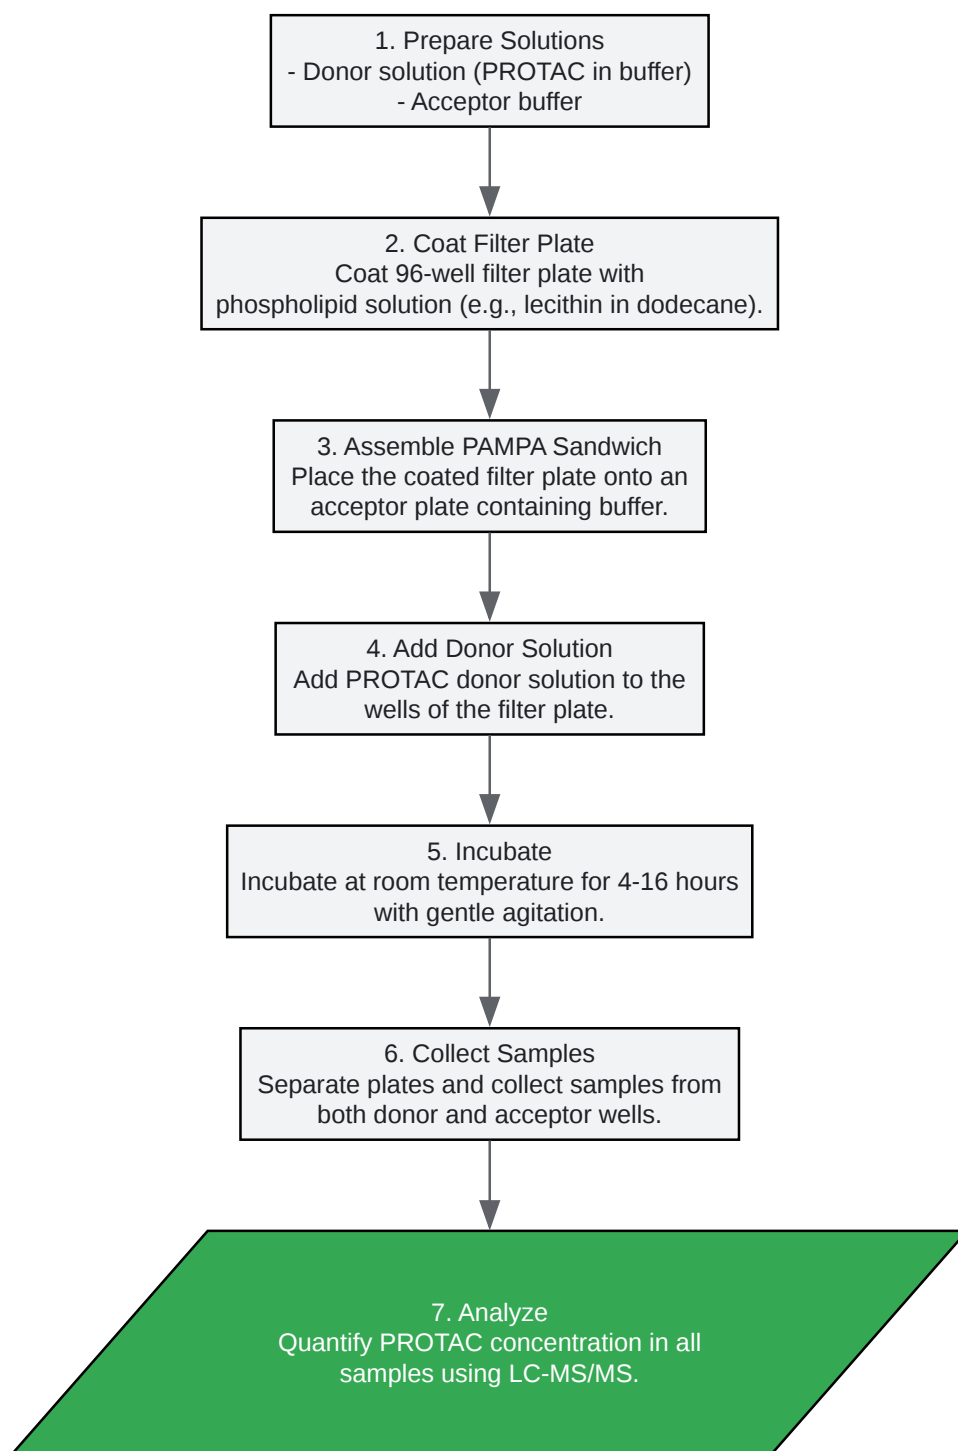 1. Prepare Solutions
- Donor solution (PROTAC in buffer)
- Acceptor buffer
2. Coat Filter Plate
Coat 96-well filter plate with
phospholipid solution (e.g., lecithin in dodecane).
3. Assemble PAMPA Sandwich
Place the coated filter plate onto an
acceptor plate containing buffer.
4. Add Donor Solution
Add PROTAC donor solution to the
wells of the filter plate.
5. Incubate
Incubate at room temperature for 4-16 hours
with gentle agitation.
6. Collect Samples
Separate plates and collect samples from
both donor and acceptor wells.
7. Analyze
Quantify PROTAC concentration in all
samples using LC-MS/MS.